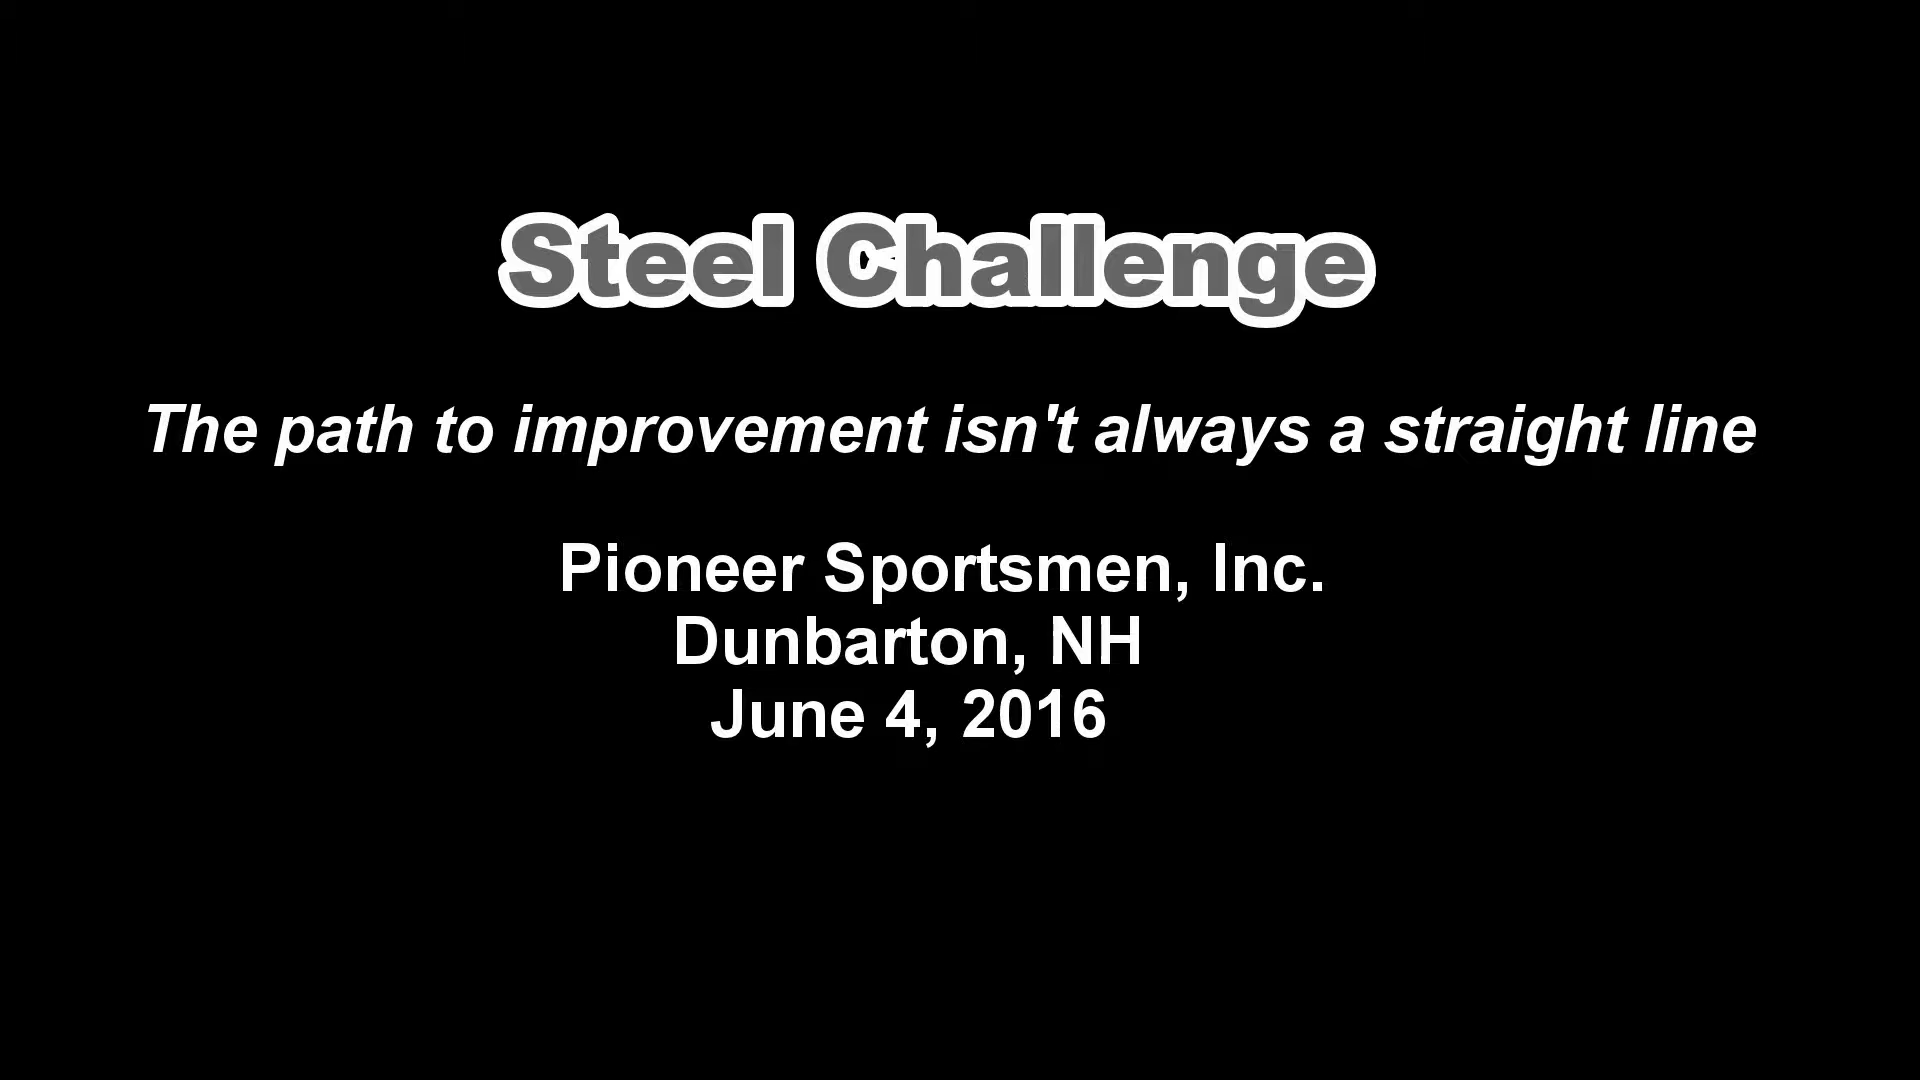 Steel Challenge
The path to improvement isn't always a straight line
Pioneer Sportsmen, Inc.
Dunbarton, NH
June 4, 2016